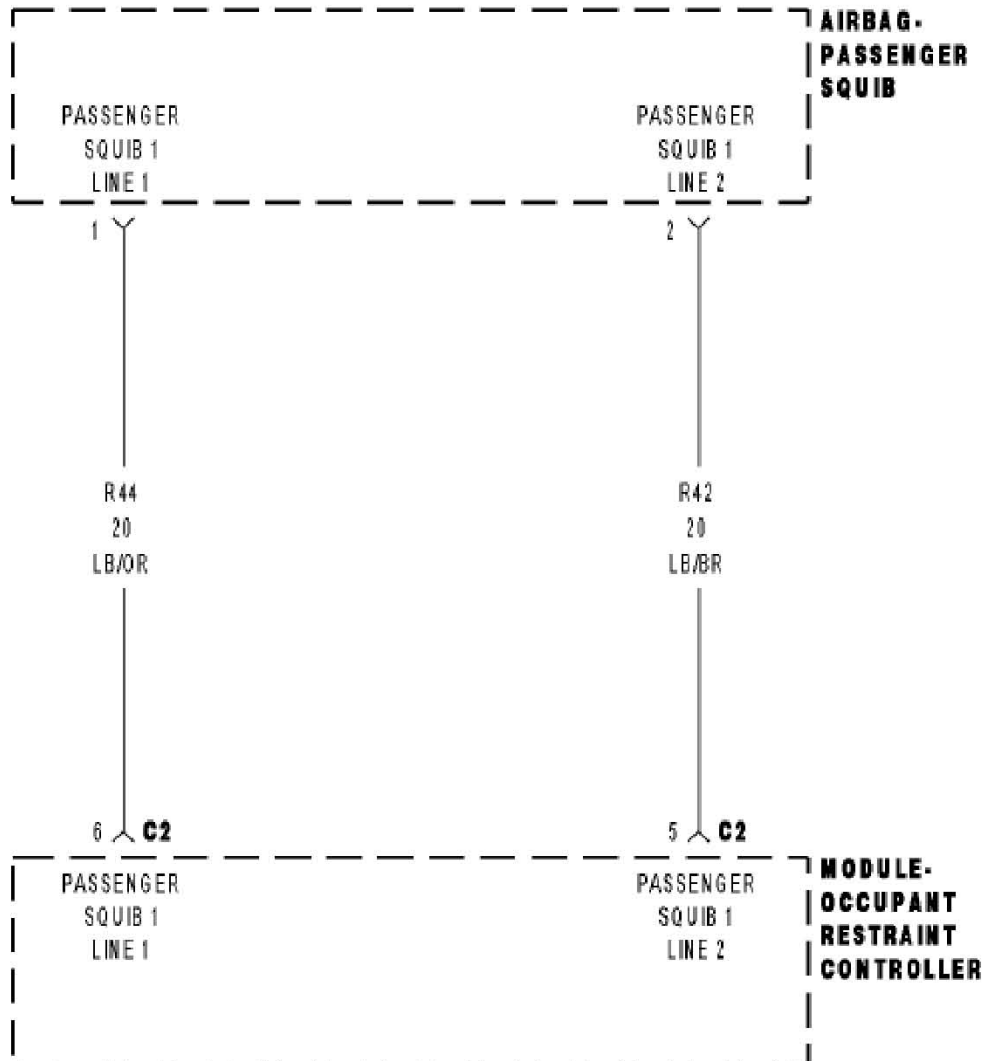 AIRBAG-
PASSENGER
SQUIB
PASSENGER
SQUIB 1
LINE 1
PASSENGER
SQUIB 1
LINE 2
1
2
R44
20
LB/OR
R42
20
LB/BR
6 C2
5 C2
PASSENGER
SQUIB 1
LINE 1
PASSENGER
SQUIB 1
LINE 2
MODULE-
OCCUPANT
RESTRAINT
CONTROLLER